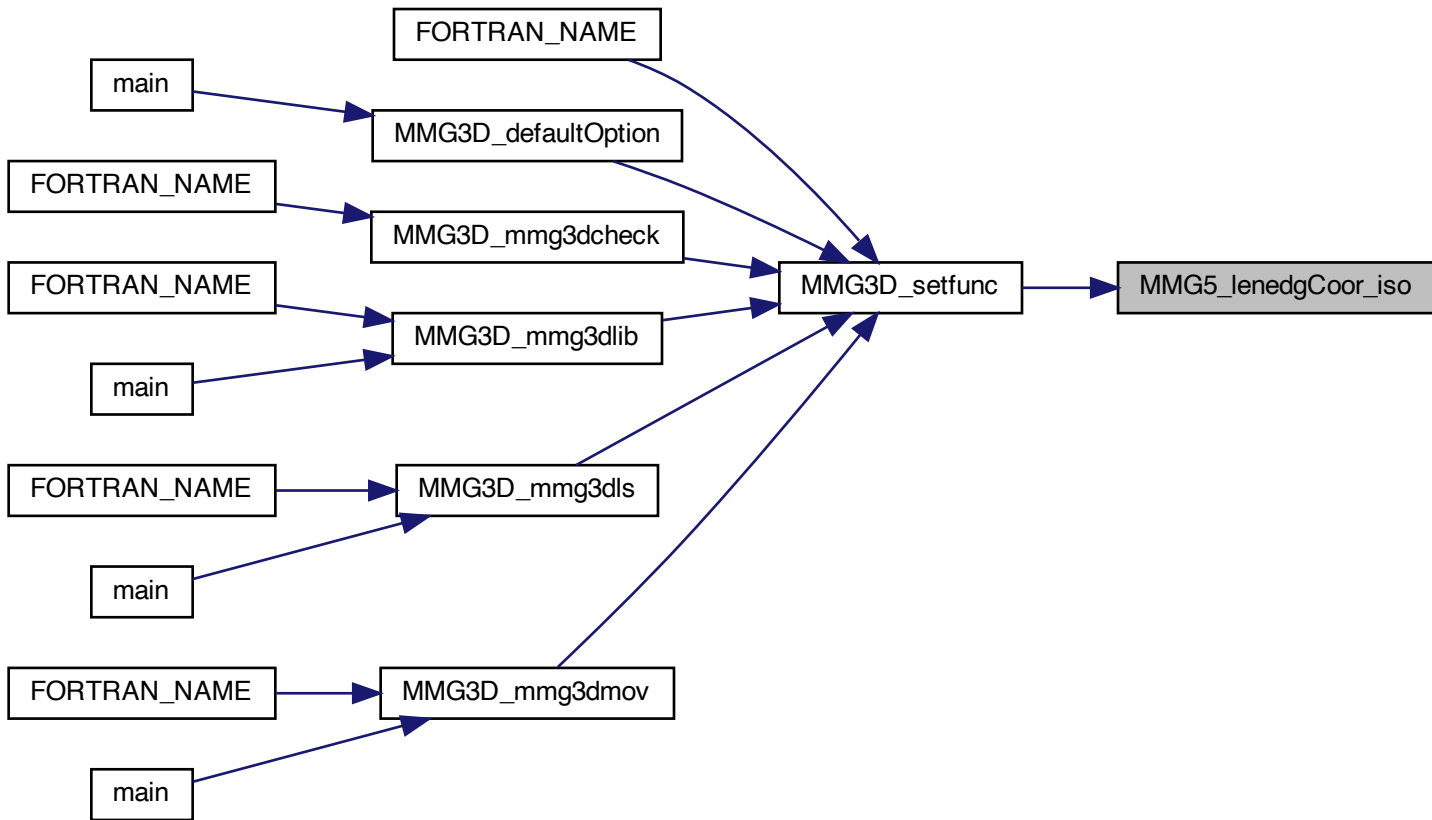 FORTRAN_NAME
main
MMG3D_defaultOption
FORTRAN_NAME
MMG3D_mmg3dcheck
FORTRAN_NAME
MMG3D_setfunc
MMG5_lenedgCoor_iso
MMG3D_mmg3dlib
main
FORTRAN_NAME
MMG3D_mmg3dls
main
FORTRAN_NAME
MMG3D_mmg3dmov
main